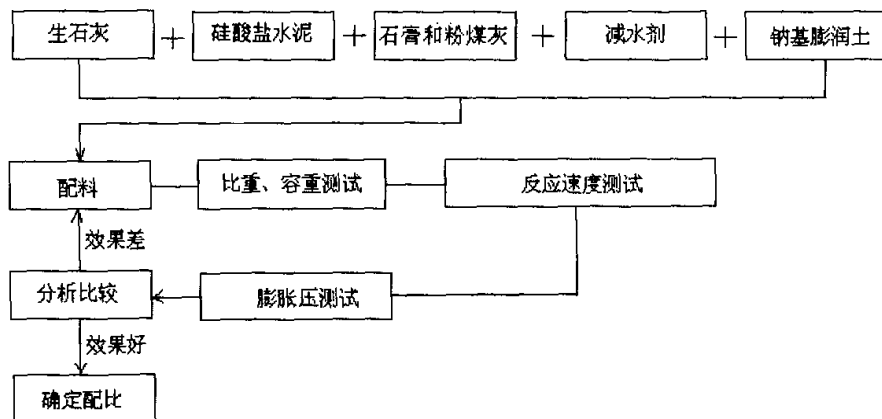 生石灰 + 硅酸盐水泥 + 石膏和粉煤灰 + 减水剂 + 钠基膨润土
配料 比重、容重测试 反应速度测试
效果差
分析比较 膨胀压测试
效果好
确定配比